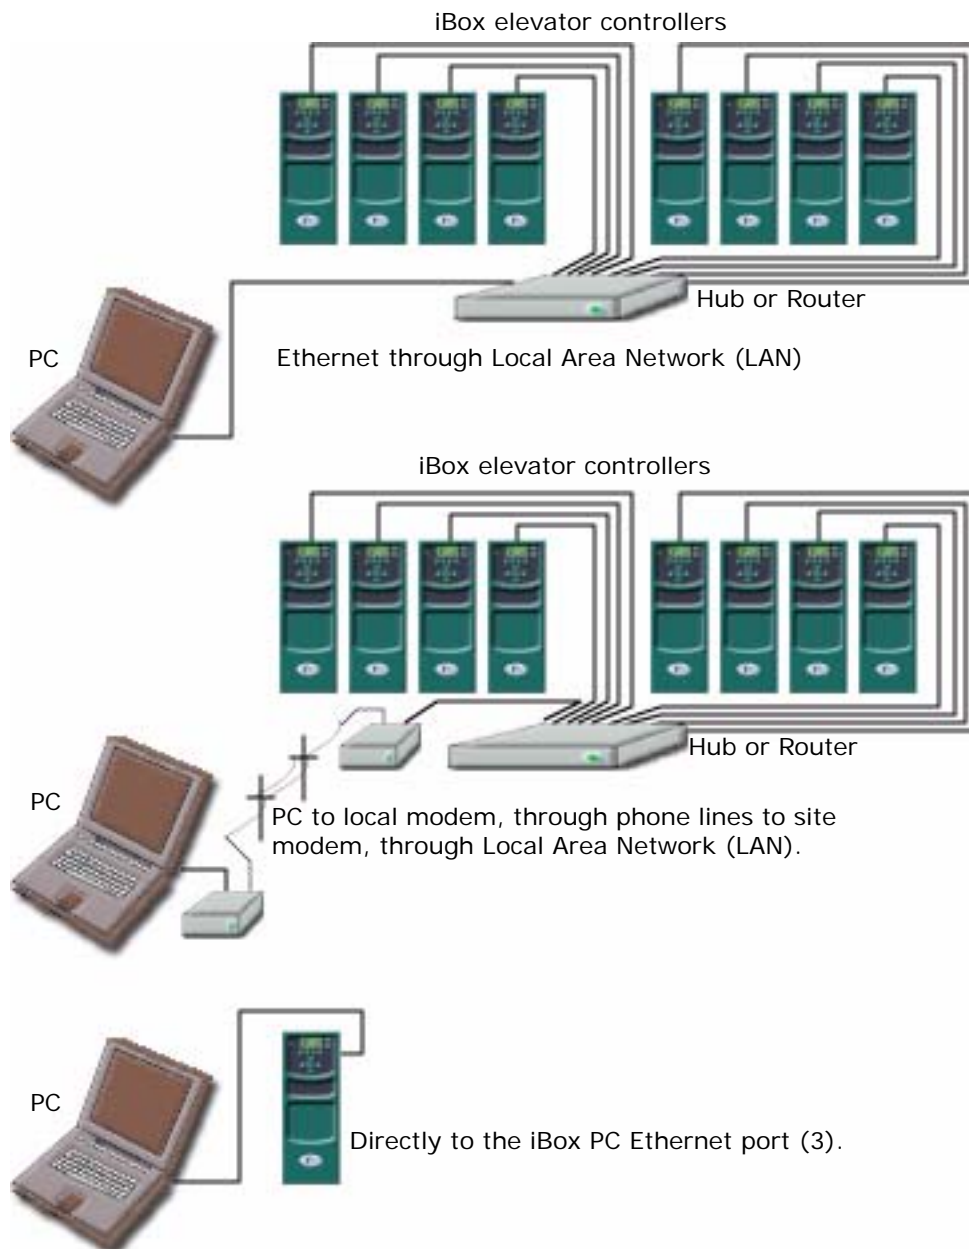 iBox elevator controllers
Hub or Router
PC
Ethernet through Local Area Network (LAN)
iBox elevator controllers
Hub or Router
PC
PC to local modem, through phone lines to site
modem, through Local Area Network (LAN).
PC
Directly to the iBox PC Ethernet port (3).